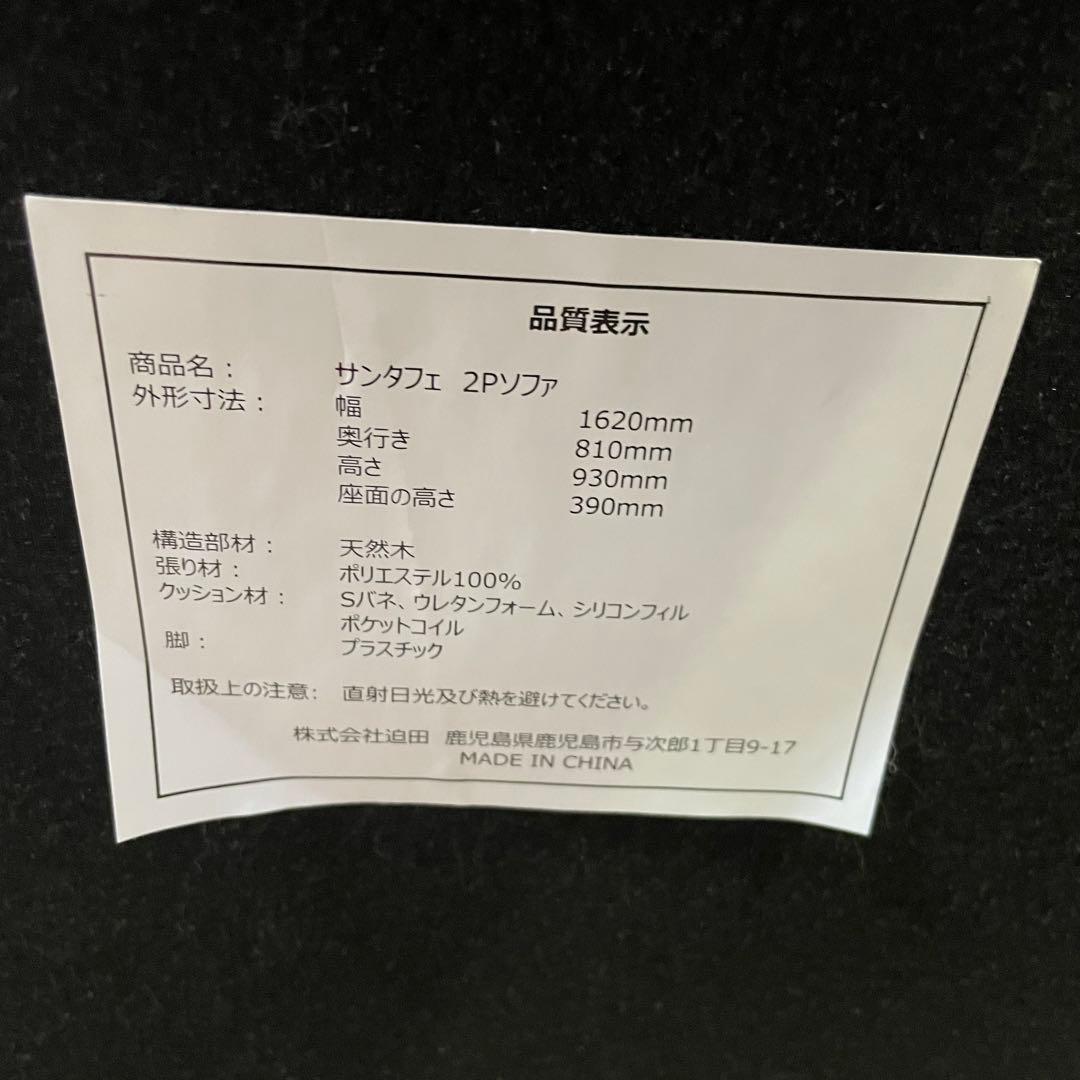 品質表示
商品名： サンタフェ 2Pソファ
外形寸法： 幅 1620mm
奥行き 810mm
高さ 930mm
座面の高さ 390mm
構造部材： 天然木
張り材： ポリエステル100%
クッション材： Sバネ、ウレタンフォーム、シリコンフィル
ポケットコイル
脚： プラスチック
取扱上の注意： 直射日光及び熱を避けてください。
株式会社迫田 鹿児島県鹿児島市与次郎1丁目9-17
MADE IN CHINA